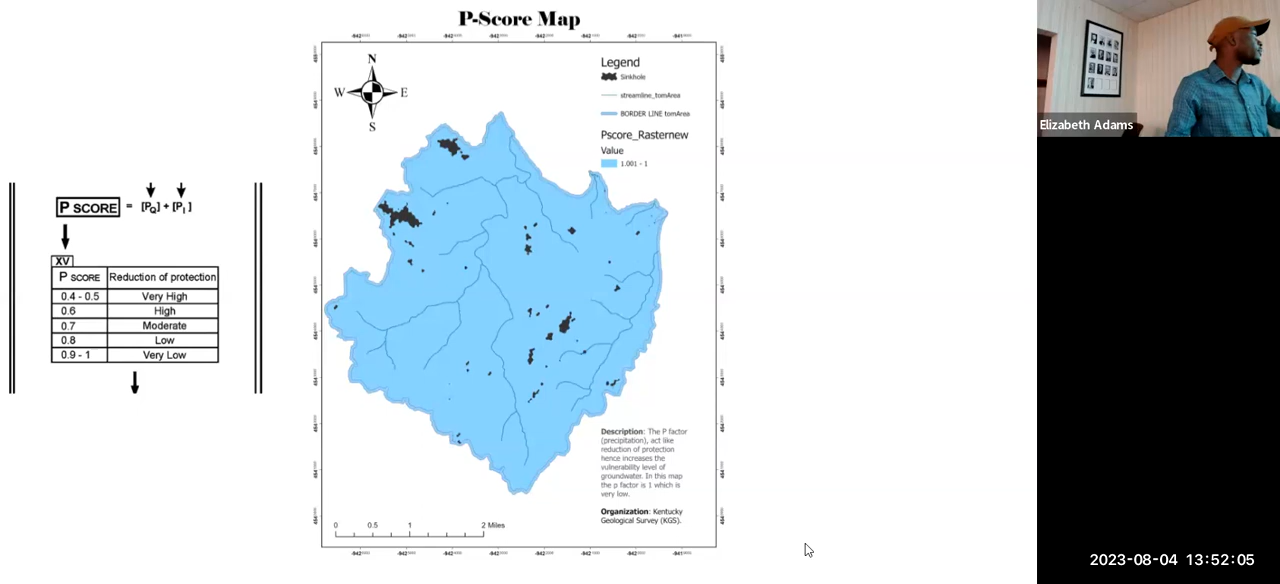 P-Score Map
N
W E
S
Legend
Sinkhole
streamline_tomArea
BORDER LINE tomArea
Pscore_Rasternew
Value
1.001 - 1
P SCORE = [PQ] + [PI]
XV
P SCORE Reduction of protection
0.4 - 0.5 Very High
0.6 High
0.7 Moderate
0.8 Low
0.9 - 1 Very Low
Description: The P factor
(precipitation), act like
reduction of protection
hence increases the
vulnerability level of
groundwater. In this map
the p factor is 1 which is
very low.
Organization: Kentucky
Geological Survey (KGS).
0 0.5 1 2 Miles
Elizabeth Adams
2023-08-04 13:52:05